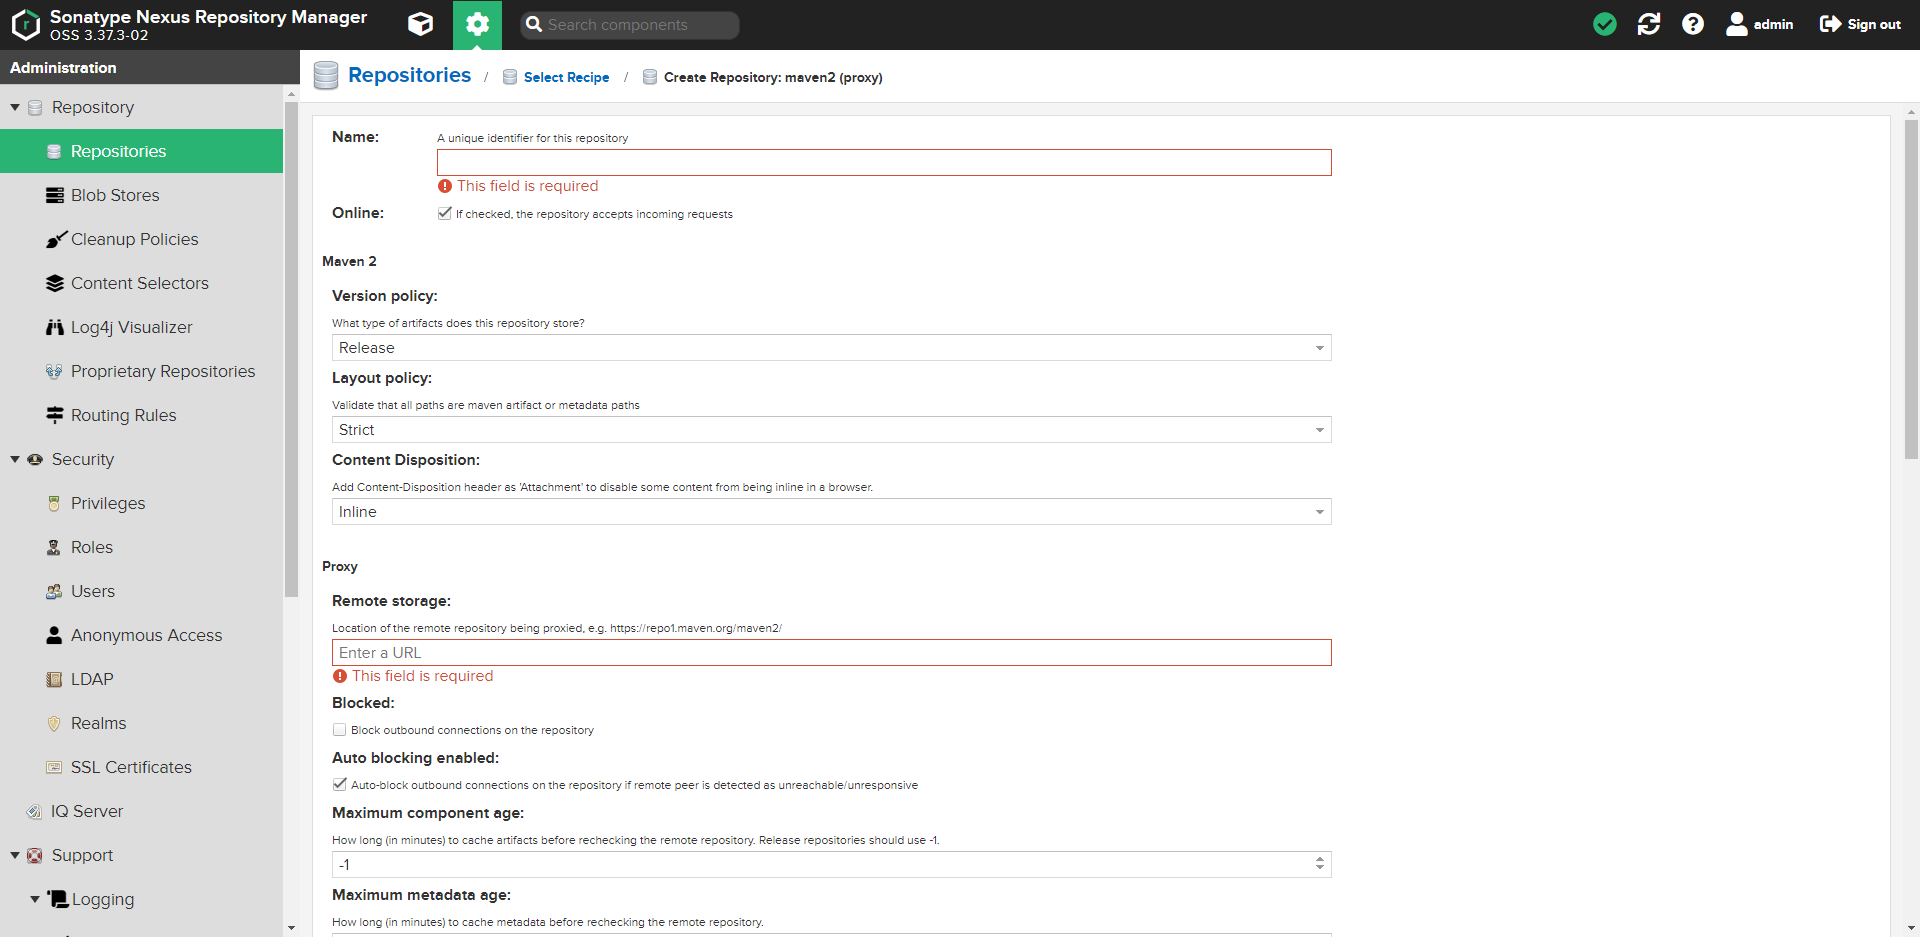 Sonatype Nexus Repository Manager
OSS 3.37.3-02
Search components
admin
Sign out
Administration
Repository
Repositories
Blob Stores
Cleanup Policies
Content Selectors
Log4j Visualizer
Proprietary Repositories
Routing Rules
Security
Privileges
Roles
Users
Anonymous Access
LDAP
Realms
SSL Certificates
IQ Server
Support
Logging
Repositories / Select Recipe / Create Repository: maven2 (proxy)
Name:
A unique identifier for this repository
This field is required
Online:
If checked, the repository accepts incoming requests
Maven 2
Version policy:
What type of artifacts does this repository store?
Release
Layout policy:
Validate that all paths are maven artifact or metadata paths
Strict
Content Disposition:
Add Content-Disposition header as 'Attachment' to disable some content from being inline in a browser.
Inline
Proxy
Remote storage:
Location of the remote repository being proxied, e.g. https://repo1.maven.org/maven2/
Enter a URL
This field is required
Blocked:
Block outbound connections on the repository
Auto blocking enabled:
Auto-block outbound connections on the repository if remote peer is detected as unreachable/unresponsive
Maximum component age:
How long (in minutes) to cache artifacts before rechecking the remote repository. Release repositories should use -1.
-1
Maximum metadata age:
How long (in minutes) to cache metadata before rechecking the remote repository.